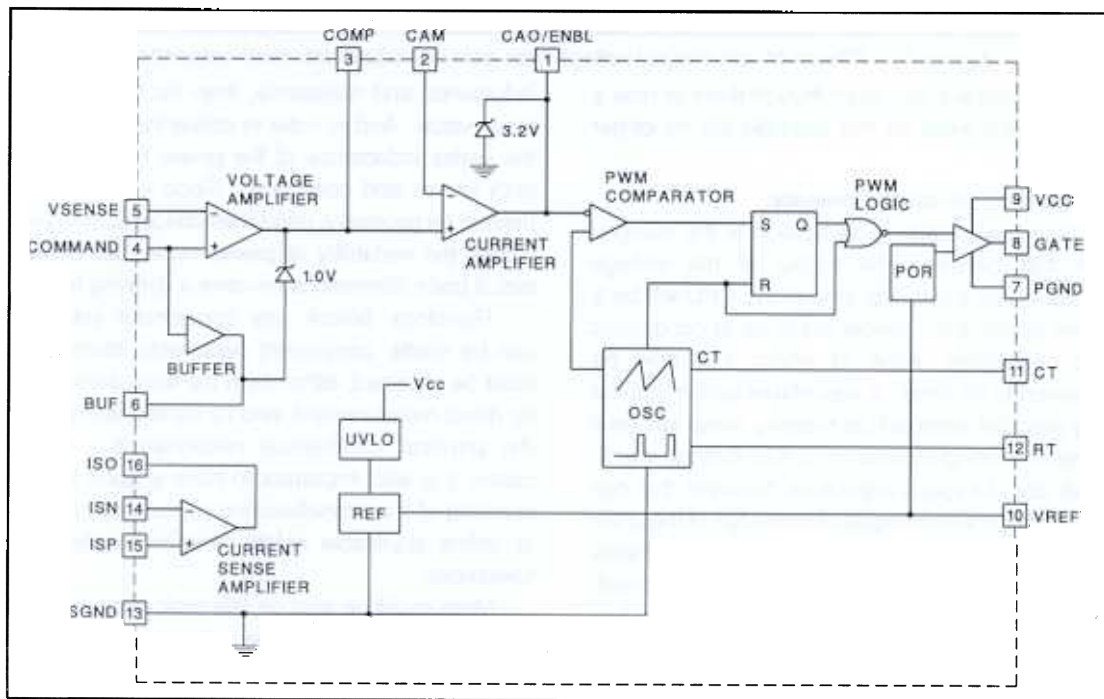 COMP CAM CAO/ENBL
3 2 1
3.2V
VOLTAGE
AMPLIFIER
PWM
COMPARATOR
PWM
LOGIC
VSENSE 5
COMMAND 4
- +
- +
CURRENT
AMPLIFIER
S Q
R
POR
9 VCC
8 GATE
7 PGND
1.0V
BUFFER
BUF 6
Vcc
UVLO
REF
CT
OSC
11 CT
12 RT
10 VREF
ISO 16
ISN 14
ISP 15
- +
CURRENT
SENSE
AMPLIFIER
SGND 13